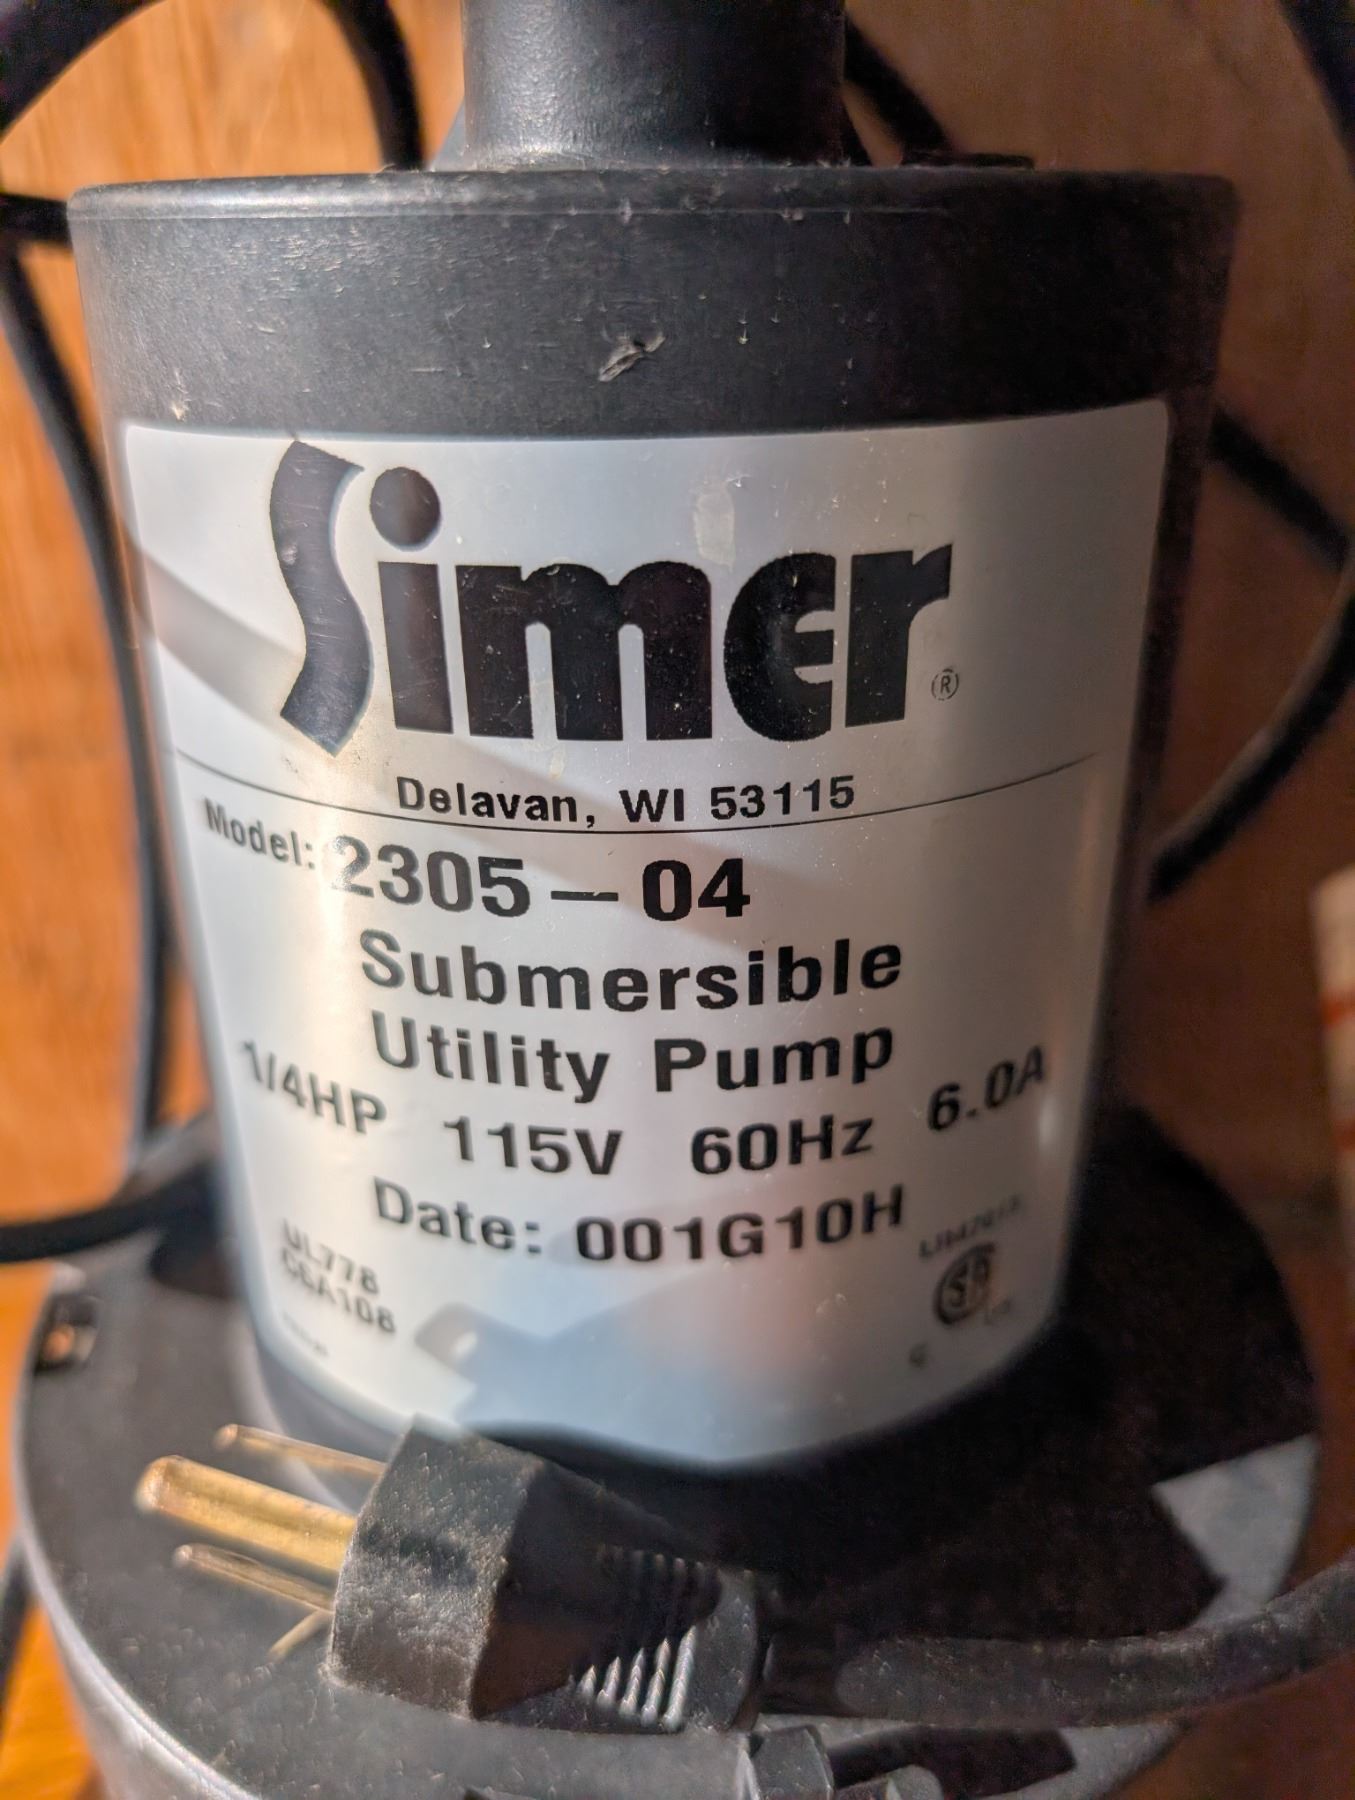 Simer ®
Delavan, WI 53115
Model: 2305-04
Submersible
Utility Pump
1/4HP 115V 60Hz 6.0A
Date: 001G10H
UL778
CSA108